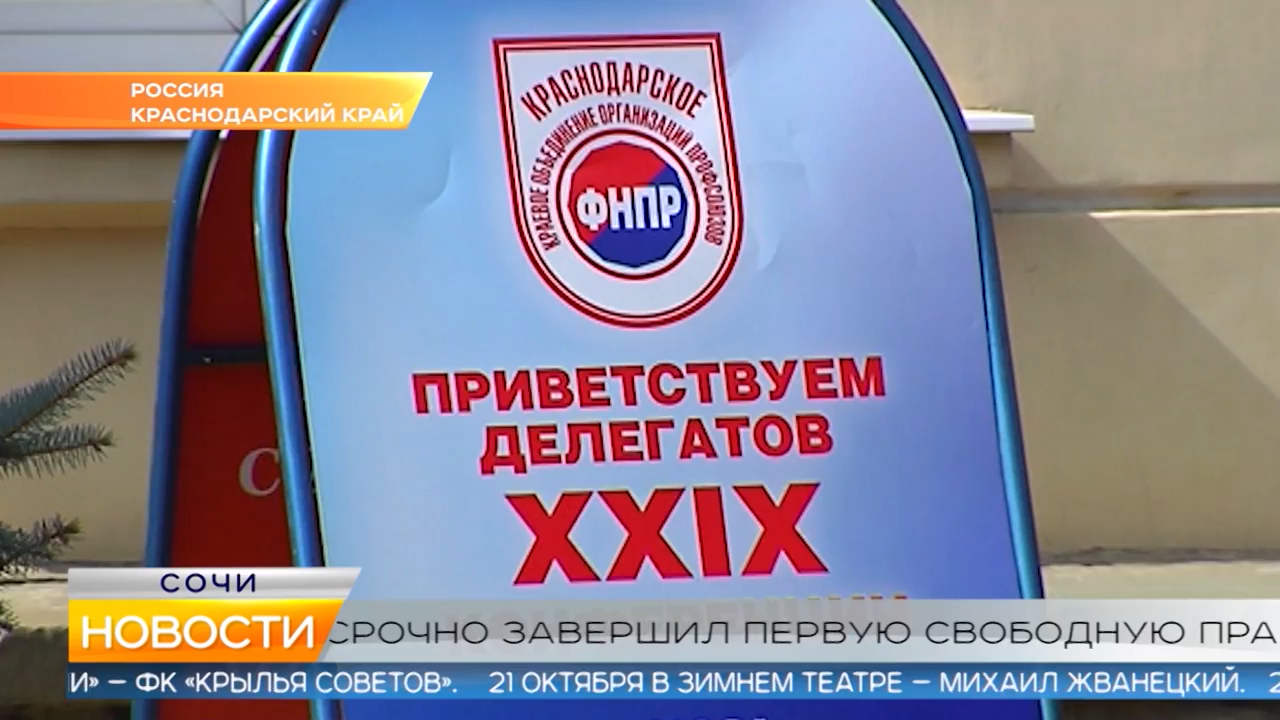 РОССИЯ
КРАСНОДАРСКИЙ КРАЙ
КРАСНОДАРСКОЕ
КРАЕВОЕ ОБЪЕДИНЕНИЕ ОРГАНИЗАЦИЙ ПРОФСОЮЗОВ
ФНПР
ПРИВЕТСТВУЕМ
ДЕЛЕГАТОВ
XXIX
С
СОЧИ
НОВОСТИ
СРОЧНО ЗАВЕРШИЛ ПЕРВУЮ СВОБОДНУЮ ПРА
И» – ФК «КРЫЛЬЯ СОВЕТОВ». 21 ОКТЯБРЯ В ЗИМНЕМ ТЕАТРЕ – МИХАИЛ ЖВАНЕЦКИЙ. 2